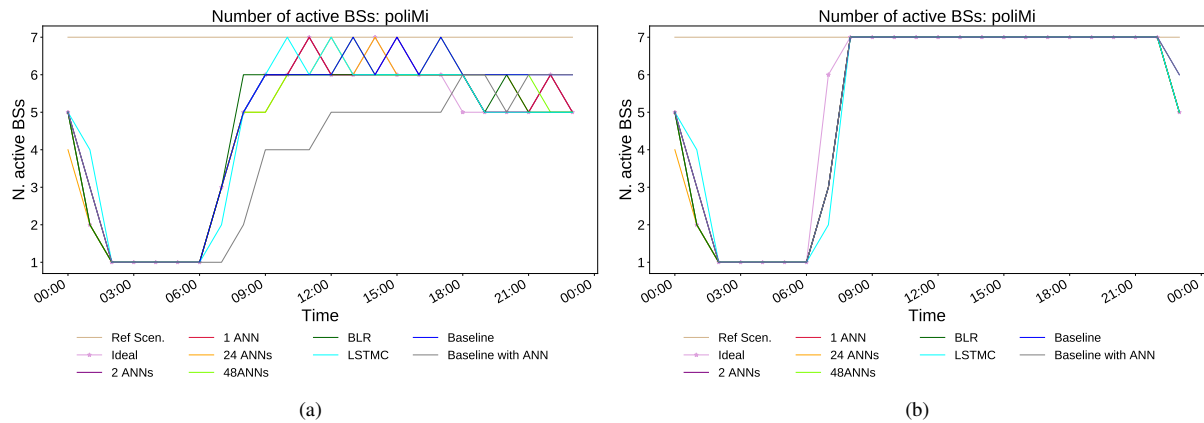 Number of active BSs: poliMi
N. active BSs
7
6
5
4
3
2
1
00:00
03:00
06:00
09:00
12:00
15:00
18:00
21:00
00:00
Time
Ref Scen. 1 ANN BLR Baseline
Ideal 24 ANNs LSTMC Baseline with ANN
2 ANNs 48ANNs
(a)
Number of active BSs: poliMi
N. active BSs
7
6
5
4
3
2
1
00:00
03:00
06:00
09:00
12:00
15:00
18:00
21:00
00:00
Time
Ref Scen. 1 ANN BLR Baseline
Ideal 24 ANNs LSTMC Baseline with ANN
2 ANNs 48ANNs
(b)